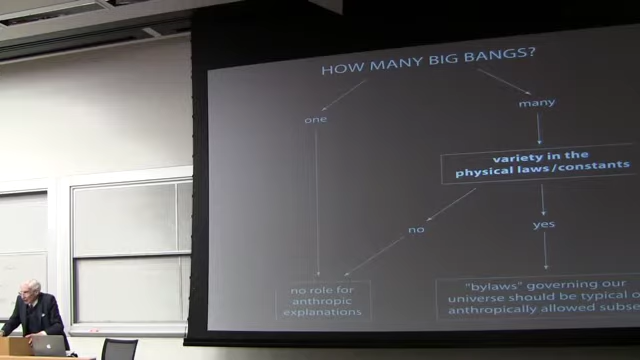 HOW MANY BIG BANGS?
one
many
variety in the
physical laws/constants
no
yes
no role for
anthropic
explanations
"bylaws" governing our
universe should be typical
anthropically allowed